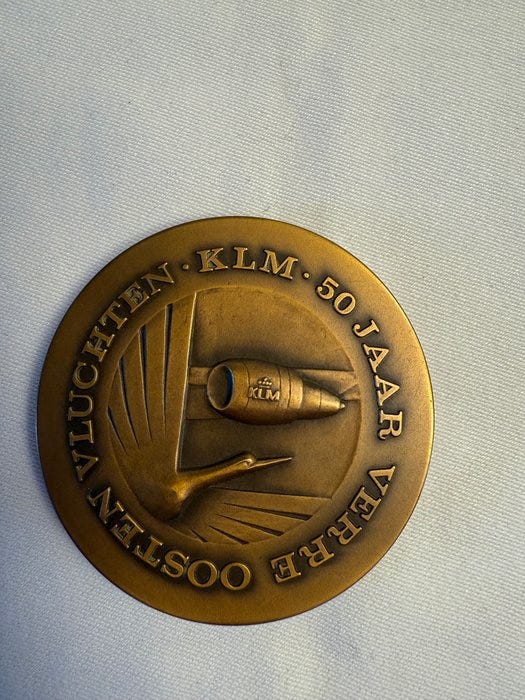 KLM · 50 JAAR VERRE OOSTEN VLUCHTEN ·
KLM